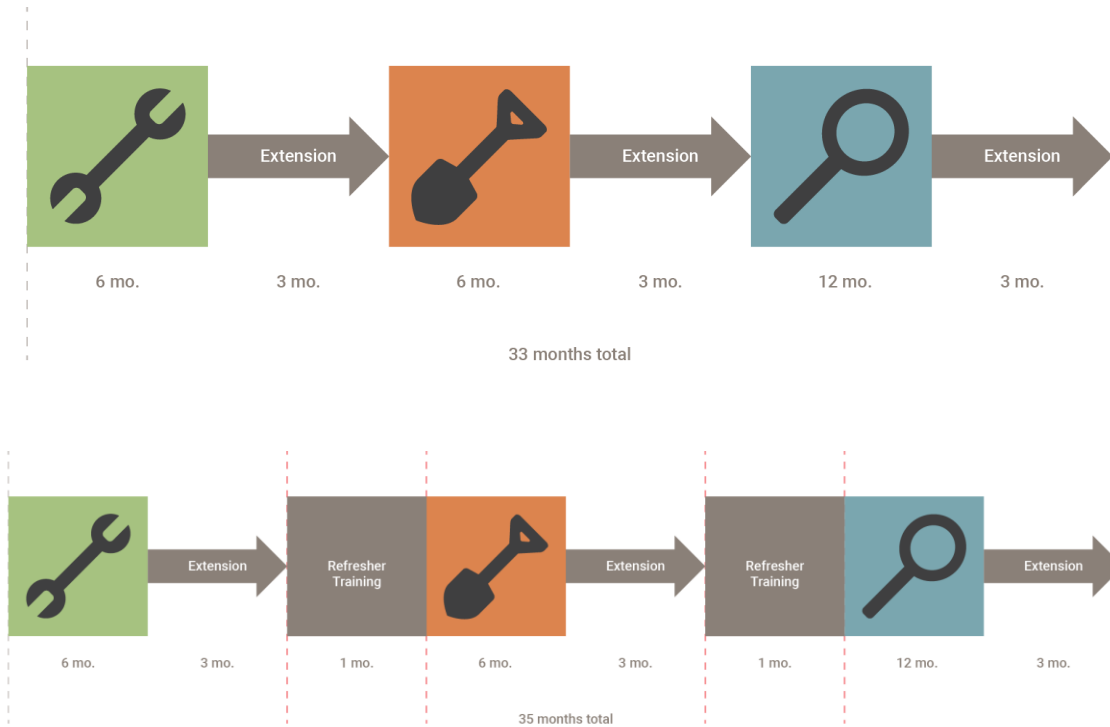 Extension
Extension
Extension
6 mo.
3 mo.
6 mo.
3 mo.
12 mo.
3 mo.
33 months total
Extension
Refresher
Training
Extension
Refresher
Training
Extension
6 mo.
3 mo.
1 mo.
6 mo.
3 mo.
1 mo.
12 mo.
3 mo.
35 months total